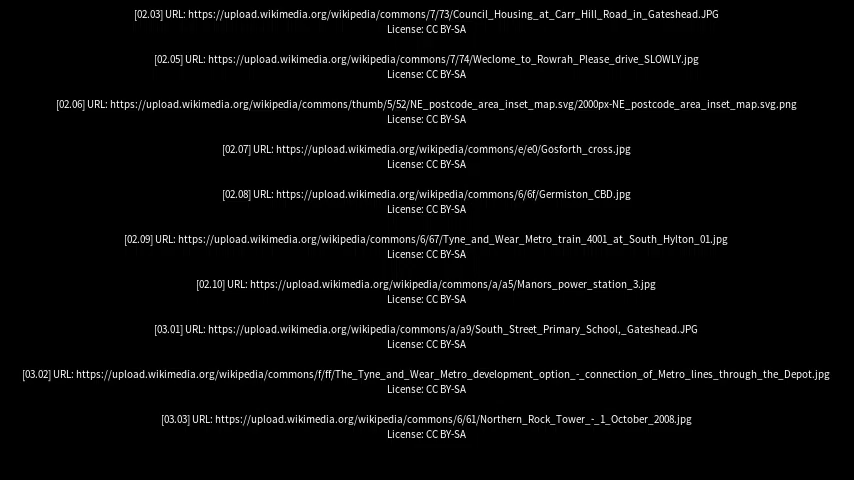 [02.03] URL: https://upload.wikimedia.org/wikipedia/commons/7/73/Council_Housing_at_Carr_Hill_Road_in_Gateshead.JPG
License: CC BY-SA
[02.05] URL: https://upload.wikimedia.org/wikipedia/commons/7/74/Weclome_to_Rowrah_Please_drive_SLOWLY.jpg
License: CC BY-SA
[02.06] URL: https://upload.wikimedia.org/wikipedia/commons/thumb/5/52/NE_postcode_area_inset_map.svg/2000px-NE_postcode_area_inset_map.svg.png
License: CC BY-SA
[02.07] URL: https://upload.wikimedia.org/wikipedia/commons/e/e0/Gosforth_cross.jpg
License: CC BY-SA
[02.08] URL: https://upload.wikimedia.org/wikipedia/commons/6/6f/Germiston_CBD.jpg
License: CC BY-SA
[02.09] URL: https://upload.wikimedia.org/wikipedia/commons/6/67/Tyne_and_Wear_Metro_train_4001_at_South_Hylton_01.jpg
License: CC BY-SA
[02.10] URL: https://upload.wikimedia.org/wikipedia/commons/a/a5/Manors_power_station_3.jpg
License: CC BY-SA
[03.01] URL: https://upload.wikimedia.org/wikipedia/commons/a/a9/South_Street_Primary_School,_Gateshead.JPG
License: CC BY-SA
[03.02] URL: https://upload.wikimedia.org/wikipedia/commons/f/ff/The_Tyne_and_Wear_Metro_development_option_-_connection_of_Metro_lines_through_the_Depot.jpg
License: CC BY-SA
[03.03] URL: https://upload.wikimedia.org/wikipedia/commons/6/61/Northern_Rock_Tower_-_1_October_2008.jpg
License: CC BY-SA